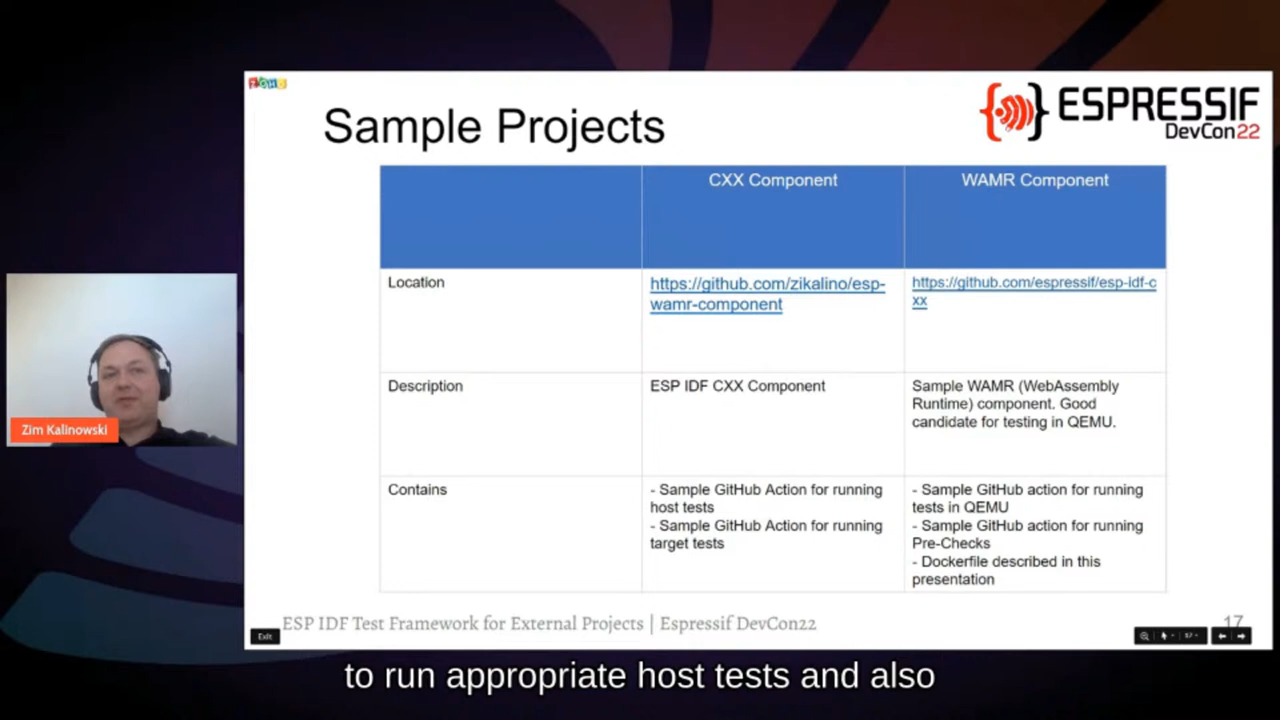 ZOHO
ESPRESSIF
DevCon22
Sample Projects
CXX Component
WAMR Component
Location
https://github.com/zikalino/esp-
wamr-component
https://github.com/espressif/esp-idf-c
xx
Description
ESP IDF CXX Component
Sample WAMR (WebAssembly
Runtime) component. Good
candidate for testing in QEMU.
Contains
- Sample GitHub Action for running
host tests
- Sample GitHub Action for running
target tests
- Sample GitHub action for running
tests in QEMU
- Sample GitHub action for running
Pre-Checks
- Dockerfile described in this
presentation
Zim Kalinowski
ESP IDF Test Framework for External Projects | Espressif DevCon22
17
Exit
17
to run appropriate host tests and also